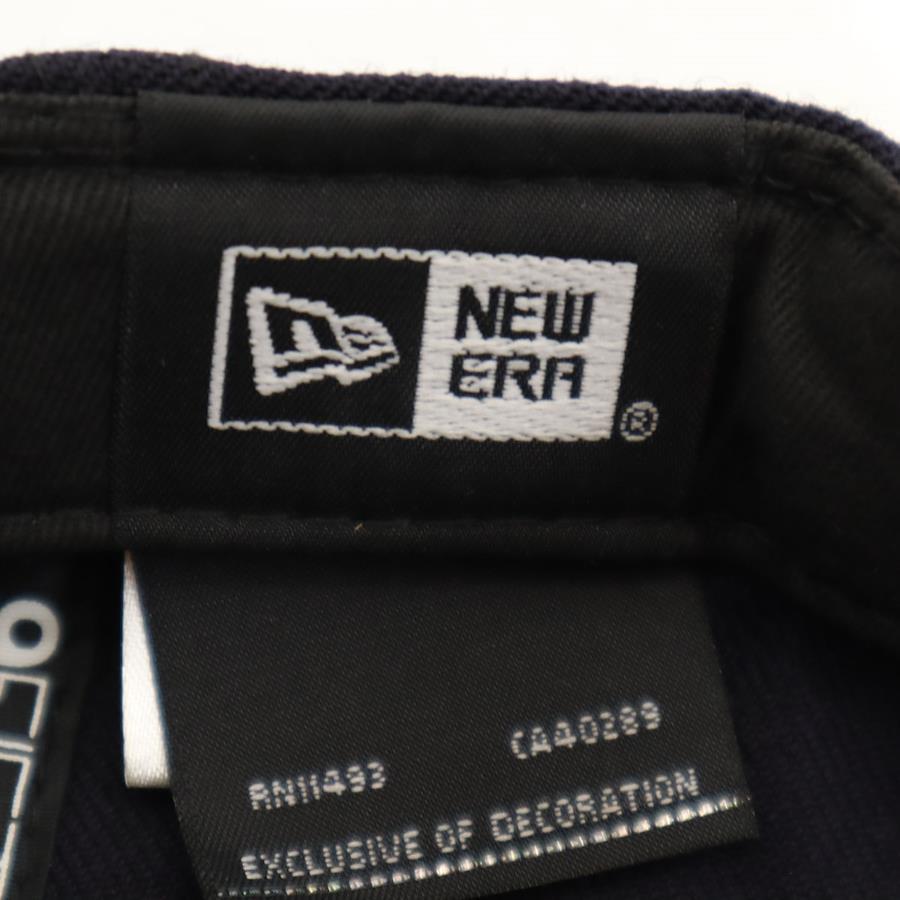 NEW
ERA
®
RN11493 CA40289
EXCLUSIVE OF DECORATION